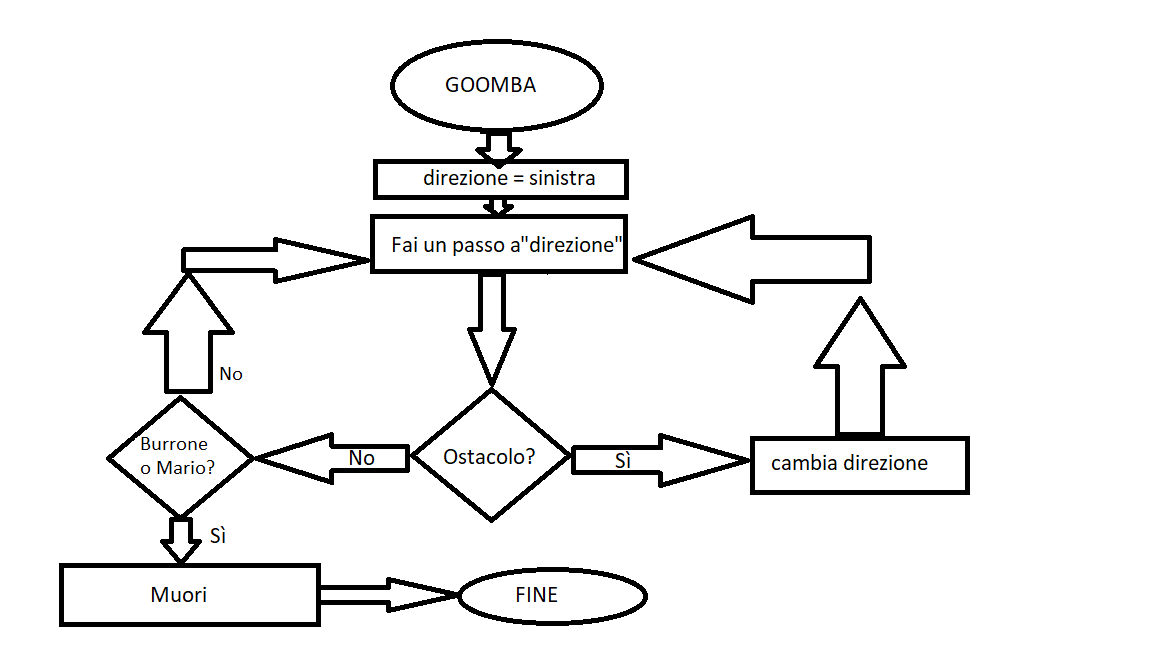 GOOMBA
direzione = sinistra
Fai un passo a"direzione"
No
Burrone
o Mario?
No
Ostacolo?
Sì
cambia direzione
Sì
Muori
FINE